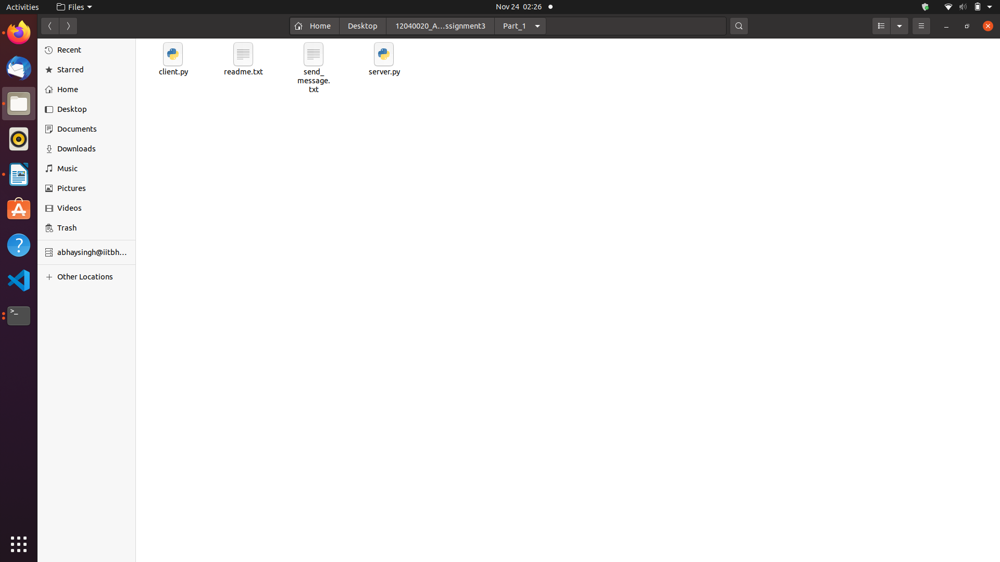 Activities
Files
Nov 24 02:26
Home
Desktop
12040020_A…ssignment3
Part_1
Recent
Starred
Home
Desktop
Documents
Downloads
Music
Pictures
Videos
Trash
abhaysingh@iitbh…
Other Locations
client.py
readme.txt
send_
message.
txt
server.py